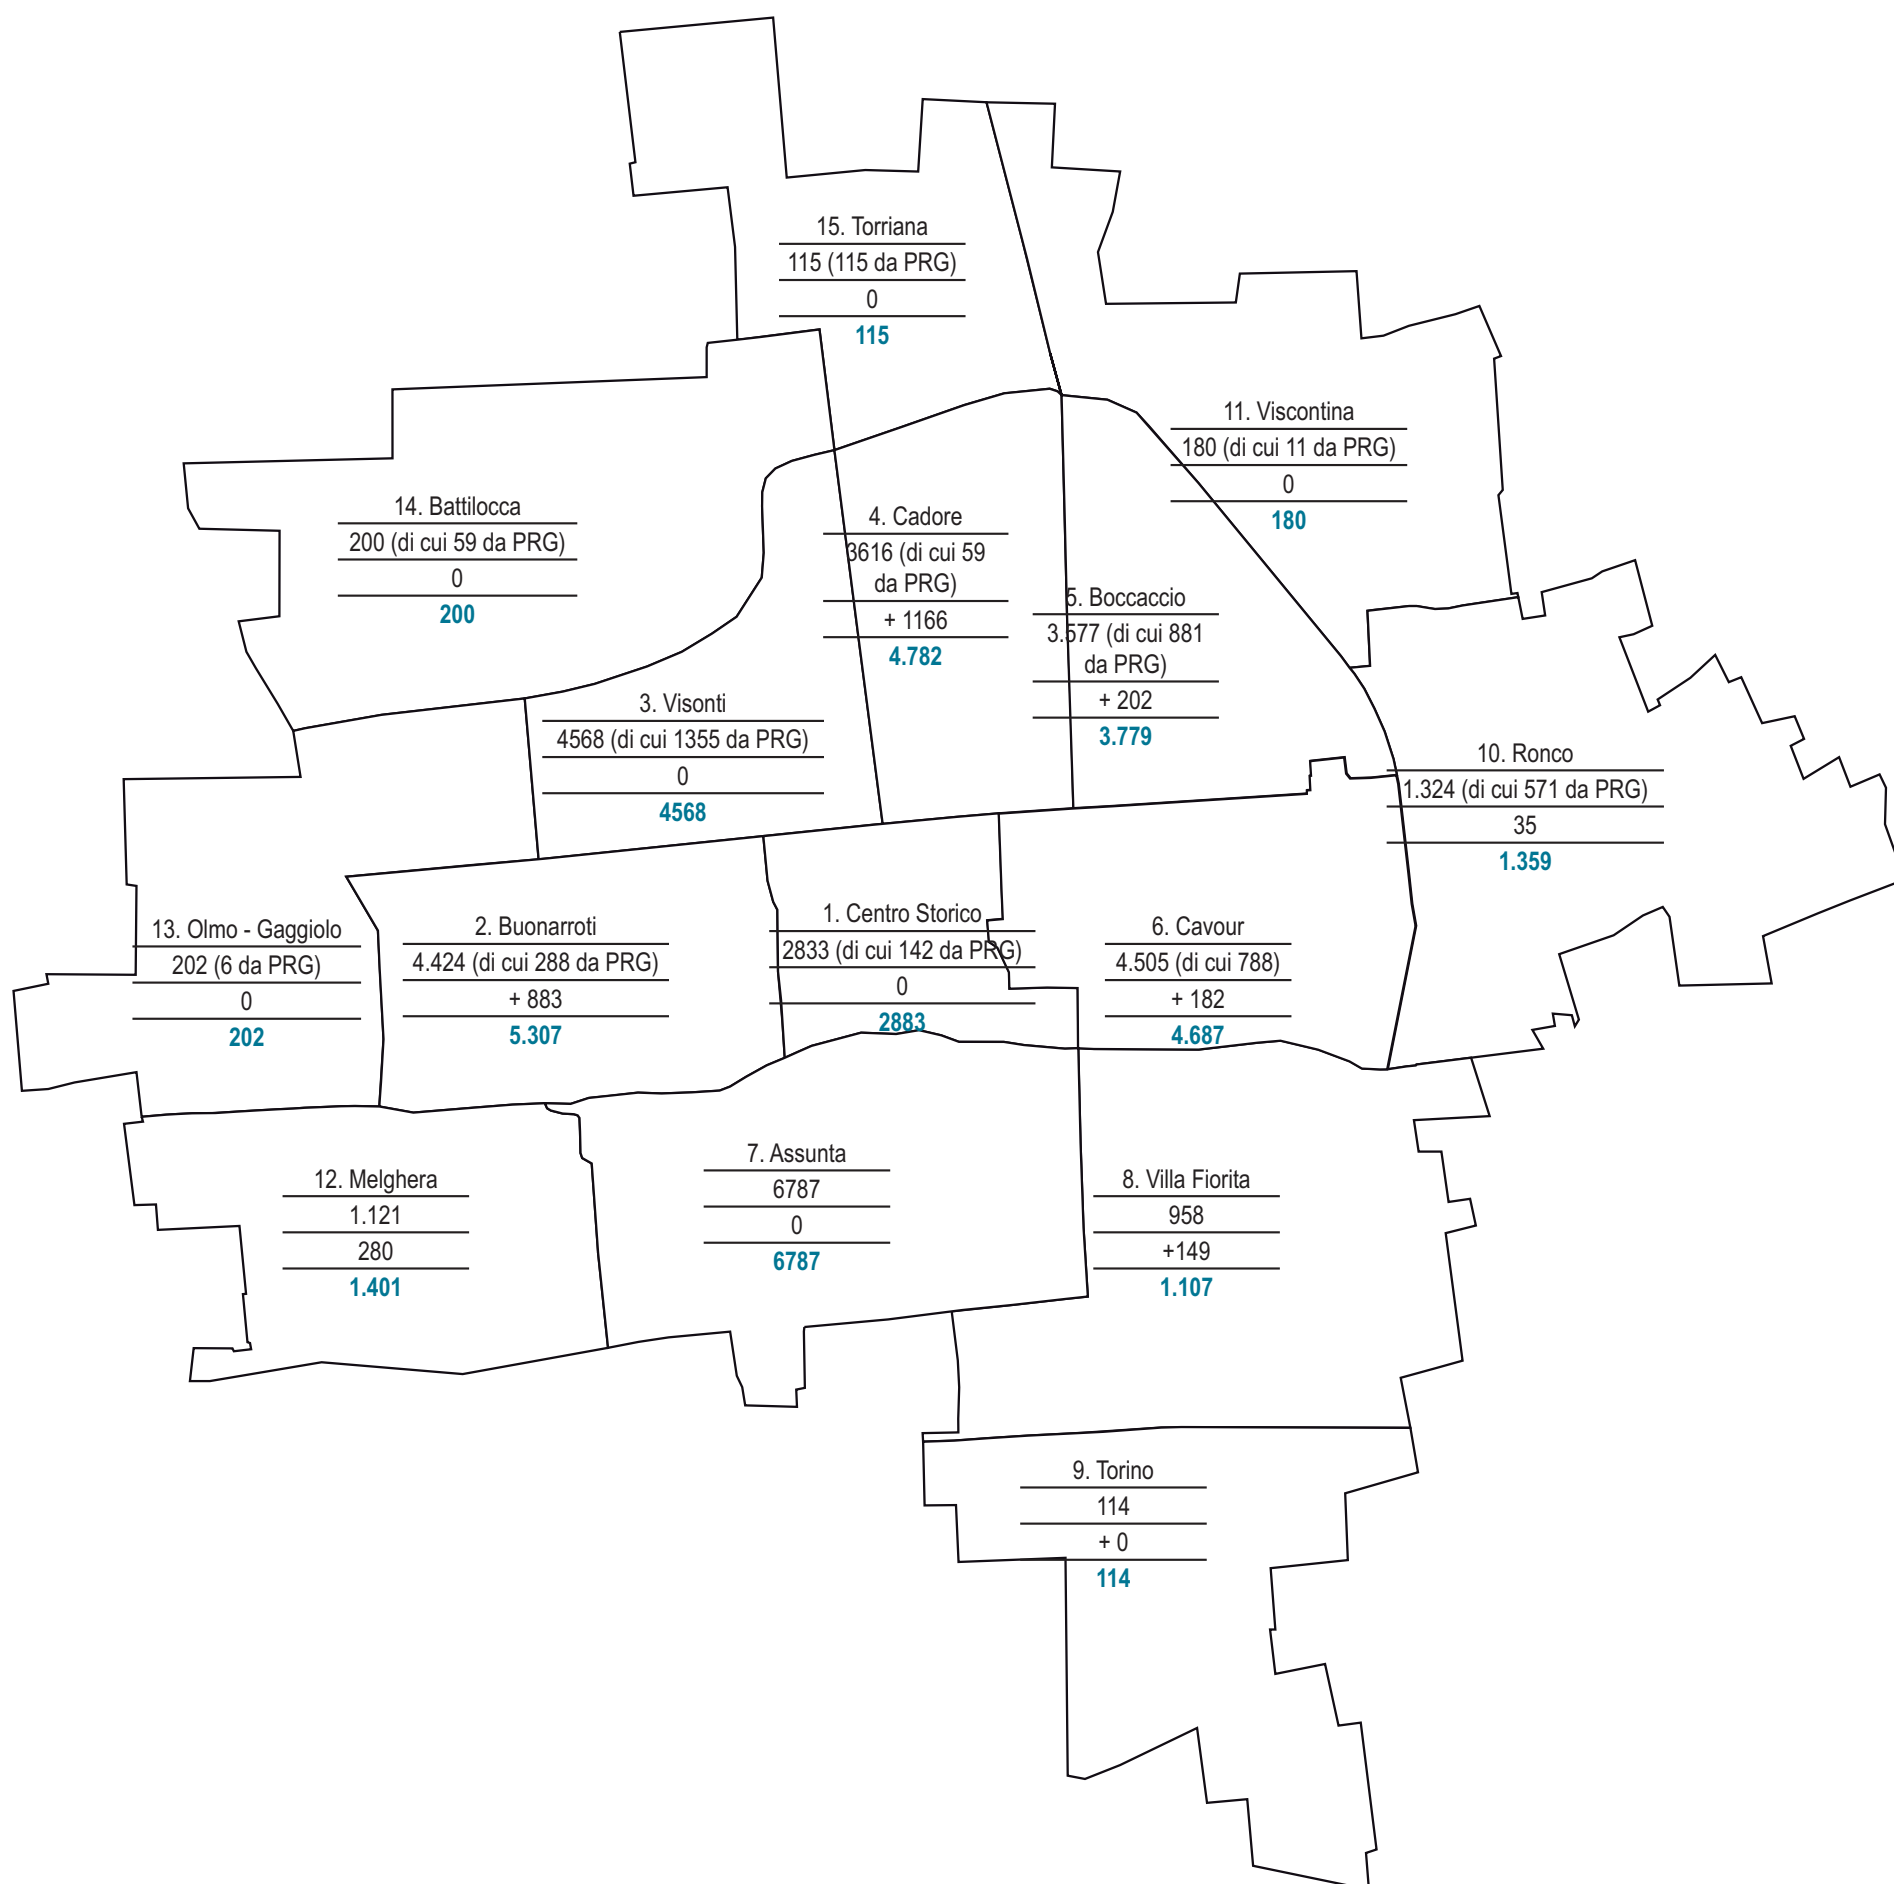 15. Torriana
115 (115 da PRG)
0
115
11. Viscontina
180 (di cui 11 da PRG)
0
180
14. Battilocca
200 (di cui 59 da PRG)
0
200
4. Cadore
3616 (di cui 59
da PRG)
+ 1166
4.782
5. Boccaccio
3.577 (di cui 881
da PRG)
+ 202
3.779
3. Visonti
4568 (di cui 1355 da PRG)
0
4568
10. Ronco
1.324 (di cui 571 da PRG)
35
1.359
13. Olmo - Gaggiolo
202 (6 da PRG)
0
202
2. Buonarroti
4.424 (di cui 288 da PRG)
+ 883
5.307
1. Centro Storico
2833 (di cui 142 da PRG)
0
2883
6. Cavour
4.505 (di cui 788)
+ 182
4.687
12. Melghera
1.121
280
1.401
7. Assunta
6787
0
6787
8. Villa Fiorita
958
+149
1.107
9. Torino
114
+ 0
114